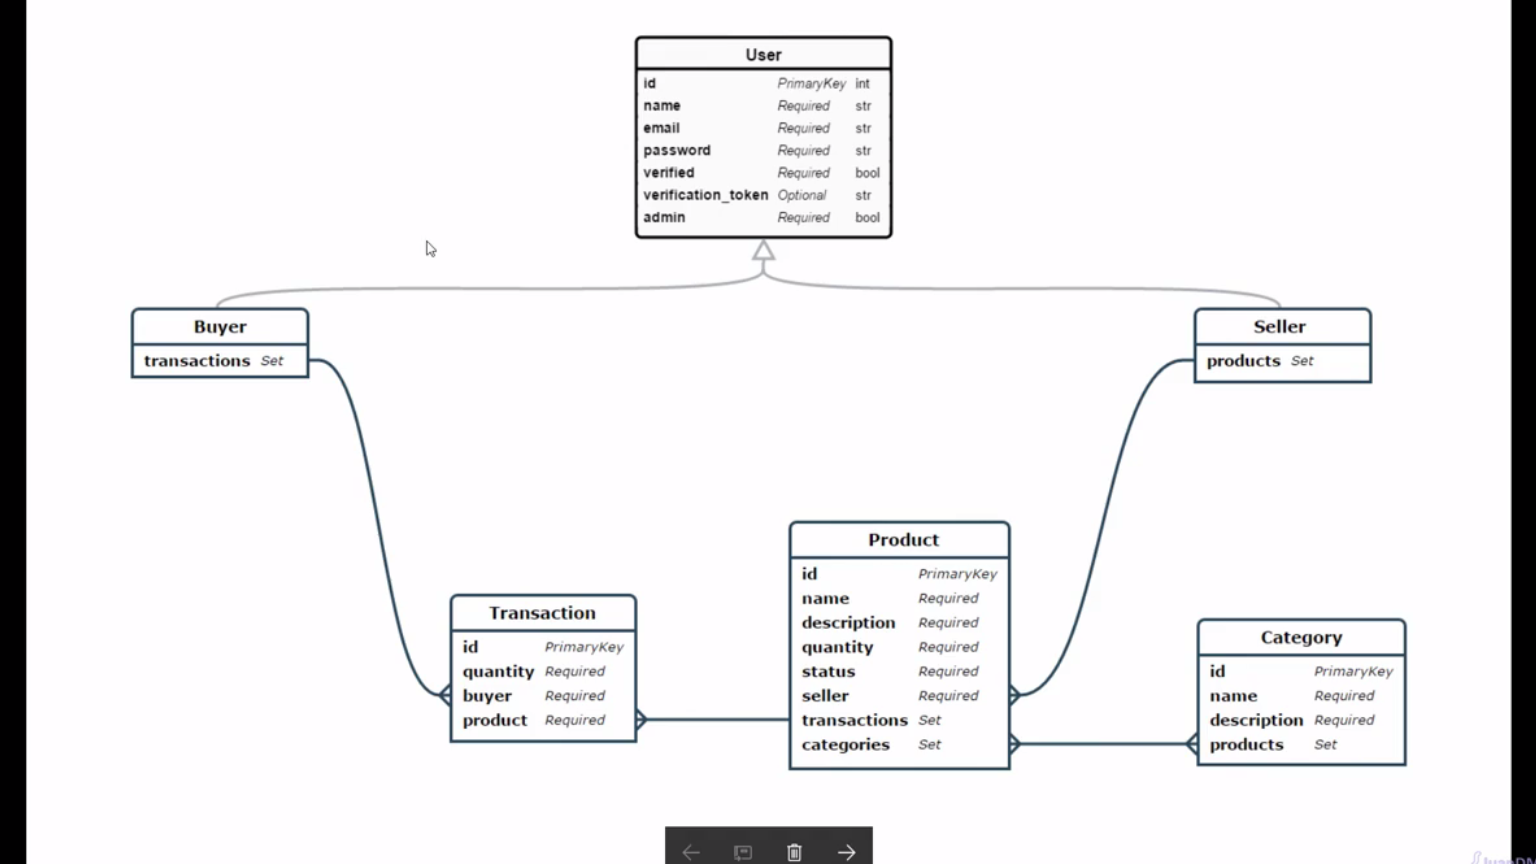 User
id PrimaryKey int
name Required str
email Required str
password Required str
verified Required bool
verification_token Optional str
admin Required bool
Buyer
transactions Set
Seller
products Set
Transaction
id PrimaryKey
quantity Required
buyer Required
product Required
Product
id PrimaryKey
name Required
description Required
quantity Required
status Required
seller Required
transactions Set
categories Set
Category
id PrimaryKey
name Required
description Required
products Set